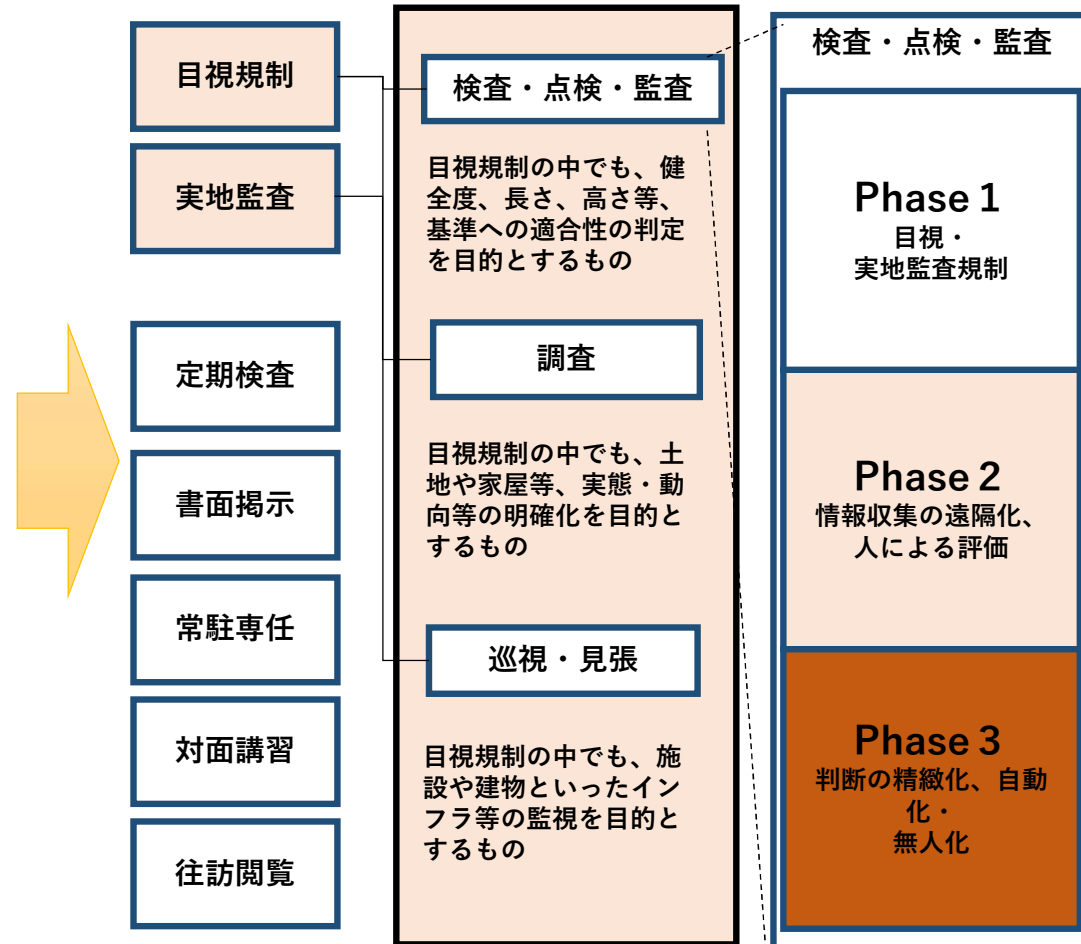 目視規制
実地監査
定期検査
書面掲示
常駐専任
対面講習
往訪閲覧
検査・点検・監査
目視規制の中でも、健
全度、長さ、高さ等、
基準への適合性の判定
を目的とするもの
調査
目視規制の中でも、土
地や家屋等、実態・動
向等の明確化を目的と
するもの
巡視・見張
目視規制の中でも、施
設や建物といったイン
フラ等の監視を目的と
するもの
検査・点検・監査
Phase 1
目視・
実地監査規制
Phase 2
情報収集の遠隔化、
人による評価
Phase 3
判断の精緻化、自動
化・
無人化